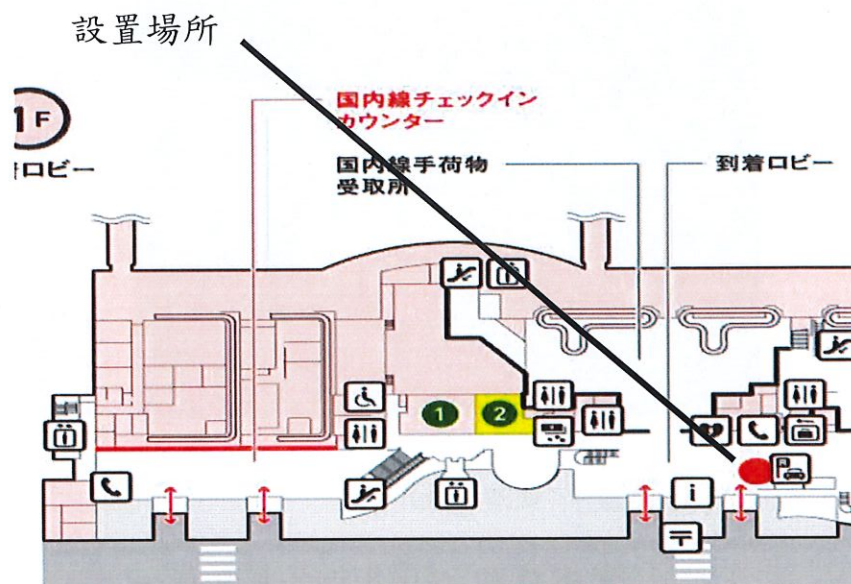 設置場所
1F
国内線チェックイン
カウンター
国内線手荷物
受取所
到着ロビー
ロビー
1
2
i
〒